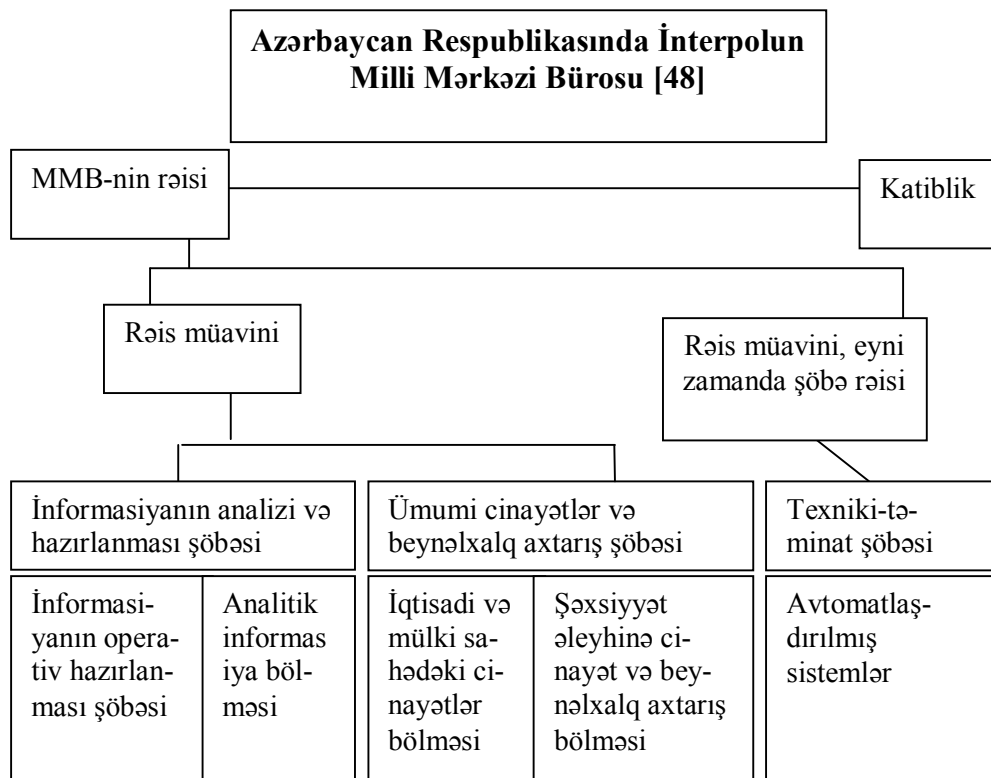 Azərbaycan Respublikasında İnterpolun
Milli Mərkəzi Bürosu [48]
MMB-nin rəisi
Katiblik
Rəis müavini
Rəis müavini, eyni
zamanda şöbə rəisi
İnformasiyanın analizi və
hazırlanması şöbəsi
Ümumi cinayətlər və
beynəlxalq axtarış şöbəsi
Texniki-tə-
minat şöbəsi
İnformasi-
yanın opera-
tiv hazırlan-
ması şöbəsi
Analitik
informas
iya böl-
məsi
İqtisadi və
mülki sa-
hədəki ci-
nayətlər
bölməsi
Şəxsiyyət
əleyhinə ci-
nayət və bey-
nəlxalq axtarış
bölməsi
Avtomatlaş-
dırılmış
sistemlər